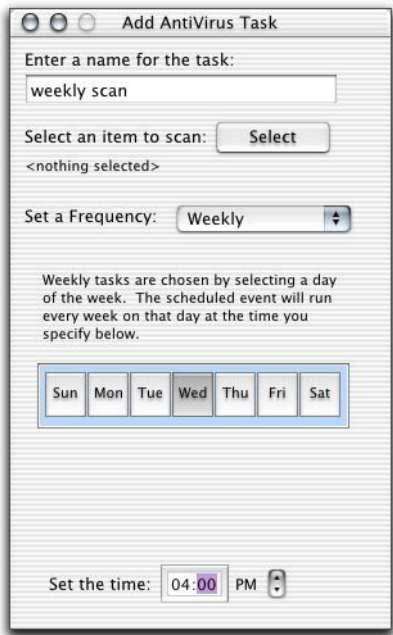 Add AntiVirus Task
Enter a name for the task:
weekly scan
Select an item to scan: Select
<nothing selected>
Set a Frequency: Weekly
Weekly tasks are chosen by selecting a day
of the week. The scheduled event will run
every week on that day at the time you
specify below.
Sun Mon Tue Wed Thu Fri Sat
Set the time: 04:00 PM